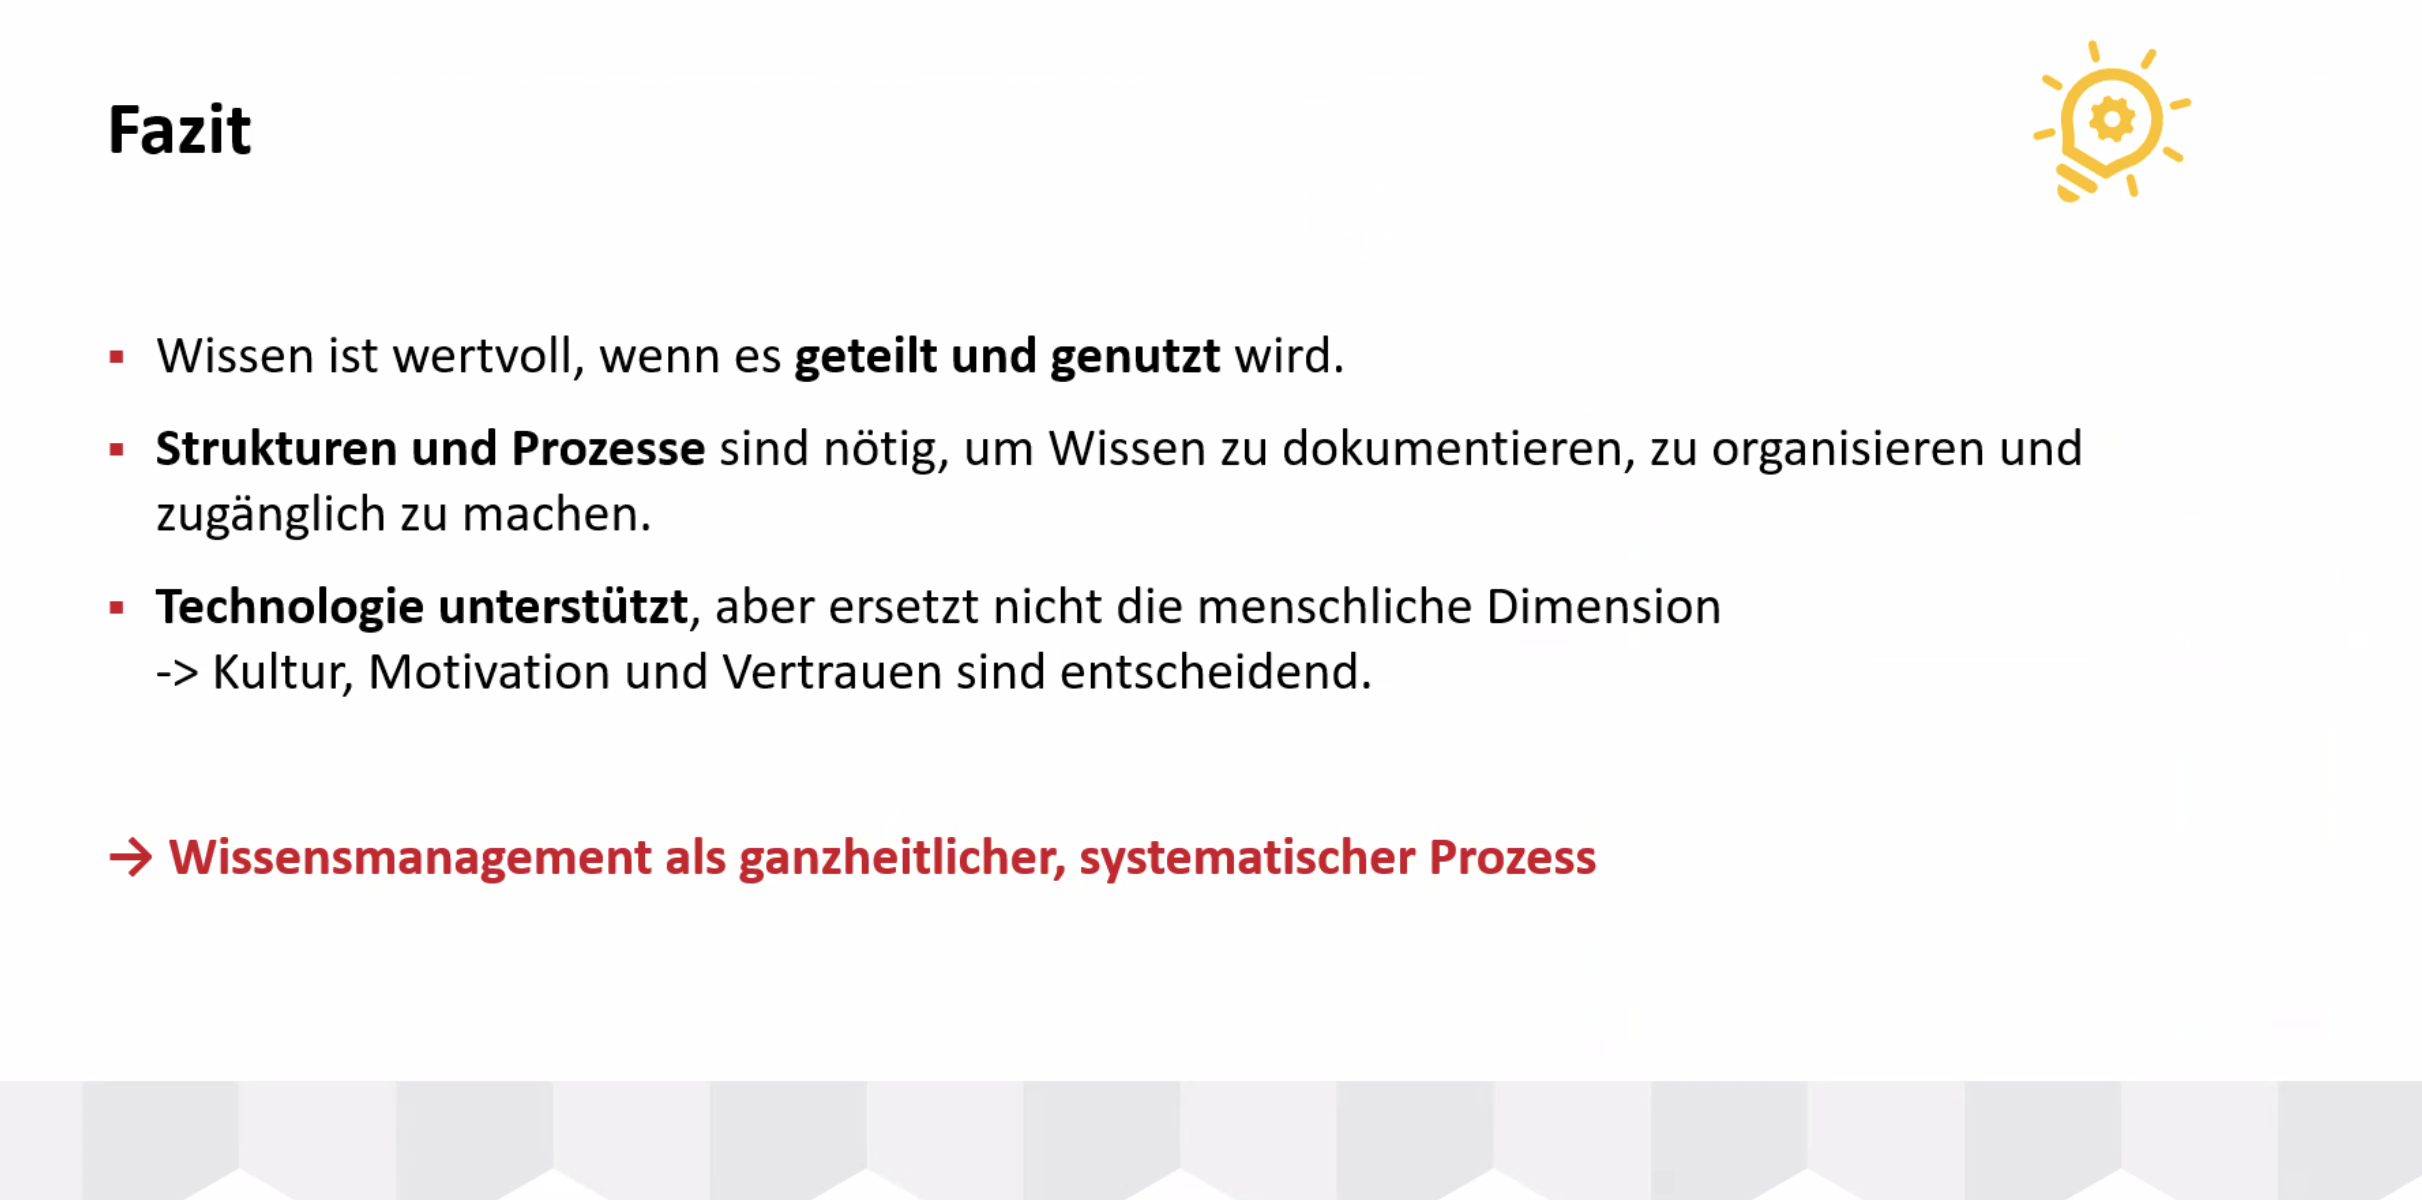 Fazit
▪ Wissen ist wertvoll, wenn es geteilt und genutzt wird.
▪ Strukturen und Prozesse sind nötig, um Wissen zu dokumentieren, zu organisieren und
zugänglich zu machen.
▪ Technologie unterstützt, aber ersetzt nicht die menschliche Dimension
-> Kultur, Motivation und Vertrauen sind entscheidend.
→ Wissensmanagement als ganzheitlicher, systematischer Prozess